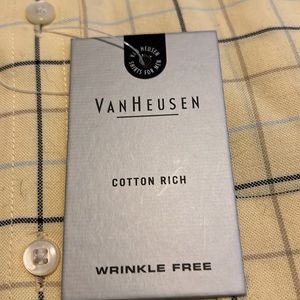 VAN HEUSEN
SHIRTS FOR MEN
VANHEUSEN
COTTON RICH
WRINKLE FREE